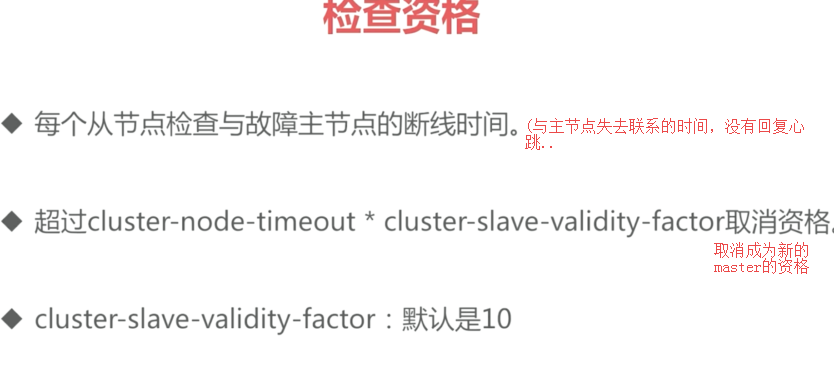 检查资格
◆ 每个从节点检查与故障主节点的断线时间。
(与主节点失去联系的时间，没有回复心
跳..
◆ 超过cluster-node-timeout * cluster-slave-validity-factor取消资格。
取消成为新的
master的资格
◆ cluster-slave-validity-factor：默认是10